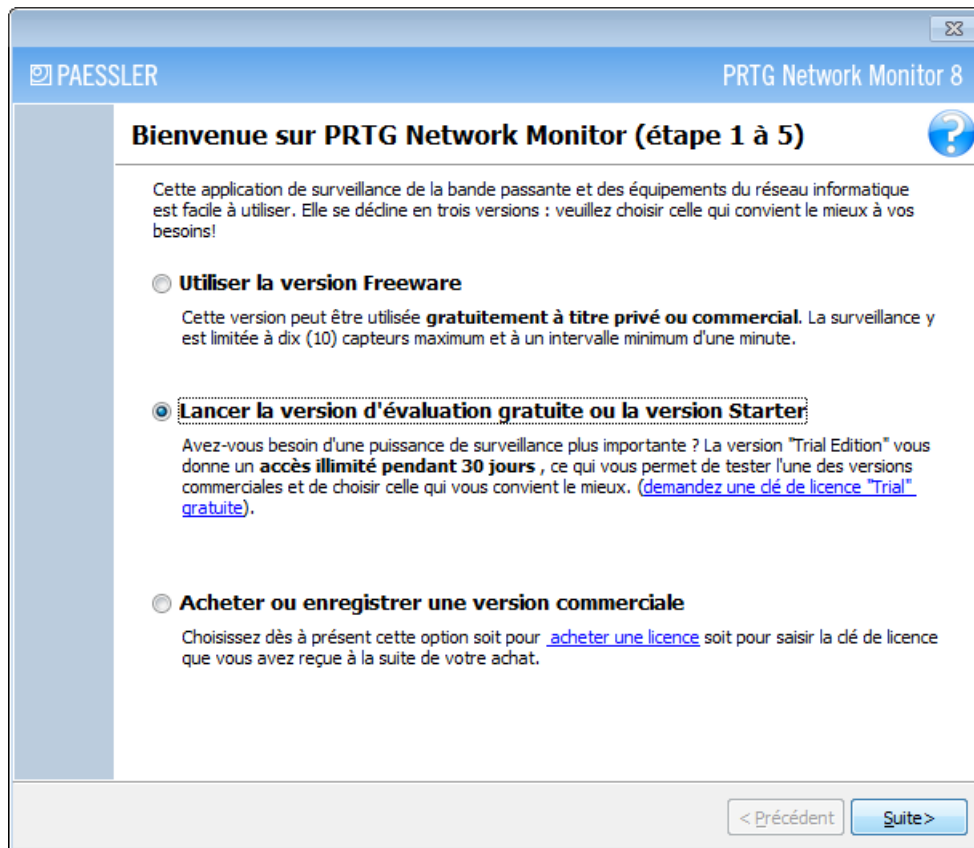 PAESSLER
PRTG Network Monitor 8
Bienvenue sur PRTG Network Monitor (étape 1 à 5)
?
Cette application de surveillance de la bande passante et des équipements du réseau informatique
est facile à utiliser. Elle se décline en trois versions : veuillez choisir celle qui convient le mieux à vos
besoins!
Utiliser la version Freeware
Cette version peut être utilisée gratuitement à titre privé ou commercial. La surveillance y
est limitée à dix (10) capteurs maximum et à un intervalle minimum d'une minute.
Lancer la version d'évaluation gratuite ou la version Starter
Avez-vous besoin d'une puissance de surveillance plus importante ? La version "Trial Edition" vous
donne un accès illimité pendant 30 jours , ce qui vous permet de tester l'une des versions
commerciales et de choisir celle qui vous convient le mieux. (demandez une clé de licence "Trial"
gratuite).
Acheter ou enregistrer une version commerciale
Choisissez dès à présent cette option soit pour acheter une licence soit pour saisir la clé de licence
que vous avez reçue à la suite de votre achat.
< Précédent
Suite >